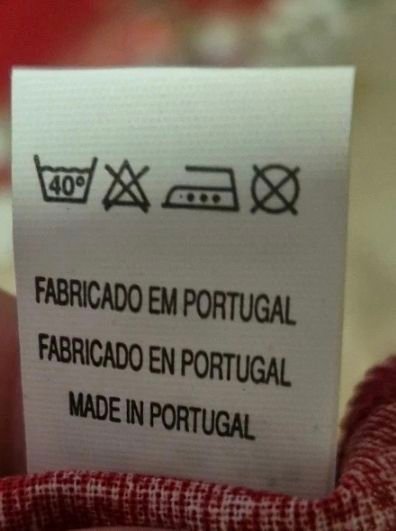 40°
FABRICADO EM PORTUGAL
FABRICADO EN PORTUGAL
MADE IN PORTUGAL